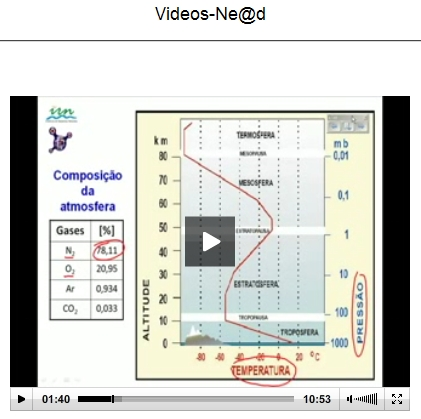 Videos-Ne@d
Composição
da
atmosfera
Gases [%]
N2 78,11
O2 20,95
Ar 0,934
CO2 0,033
km
mb
TERMOSFERA
80 MESOPAUSA 0,01
70
MESOSFERA
60 0,1
50 ESTRATOPAUSA 1
40
30 10
ESTRATOSFERA
20
10 TROPOPAUSA 100
TROPOSFERA
0 1000
-80 -60 -40 -20 0 20 °C
ALTITUDE
TEMPERATURA
PRESSÃO
01:40 10:53